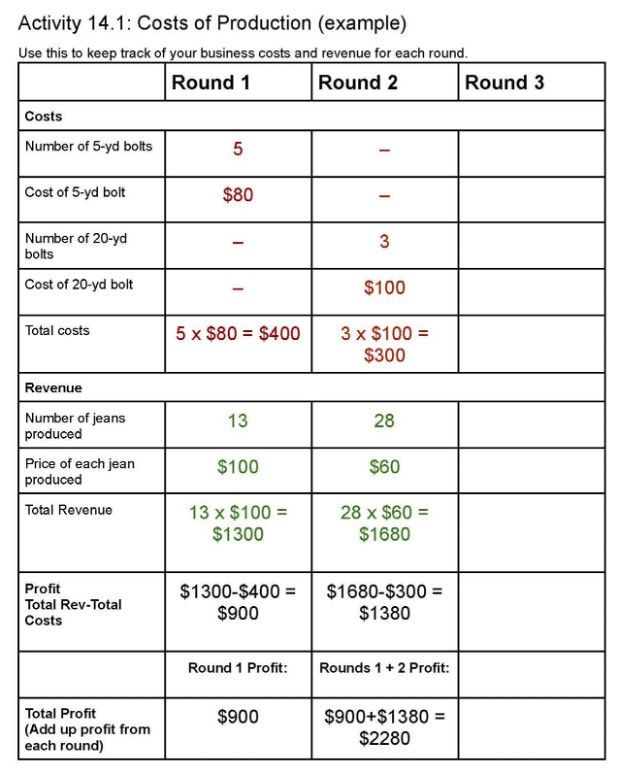 Activity 14.1: Costs of Production (example)
Use this to keep track of your business costs and revenue for each round.
Round 1 Round 2 Round 3
Costs
Number of 5-yd bolts 5 –
Cost of 5-yd bolt $80 –
Number of 20-yd – 3
bolts
Cost of 20-yd bolt – $100
Total costs 5 x $80 = $400 3 x $100 =
$300
Revenue
Number of jeans 13 28
produced
Price of each jean $100 $60
produced
Total Revenue 13 x $100 = 28 x $60 =
$1300 $1680
Profit $1300-$400 = $1680-$300 =
Total Rev-Total $900 $1380
Costs
Round 1 Profit: Rounds 1 + 2 Profit:
Total Profit $900 $900+$1380 =
(Add up profit from $2280
each round)